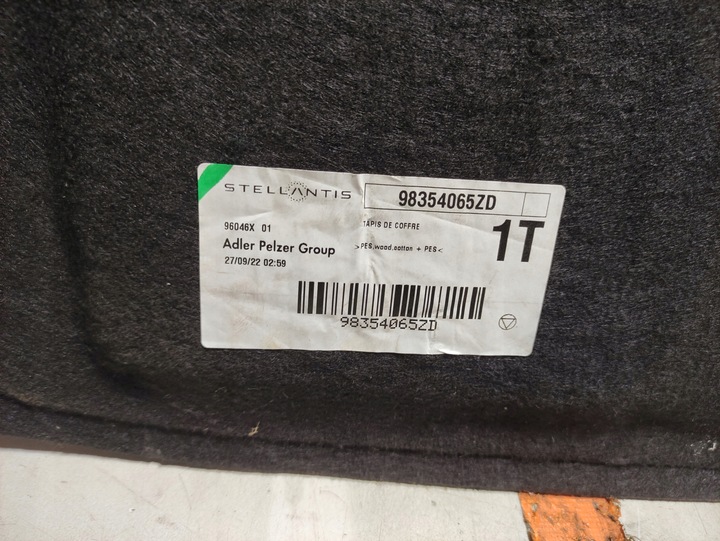 STELLANTIS
98354065ZD
96046X 01
TAPIS DE COFFRE
1T
Adler Pelzer Group
>PES,wood,cotton + PES<
27/09/22 02:59
98354065ZD